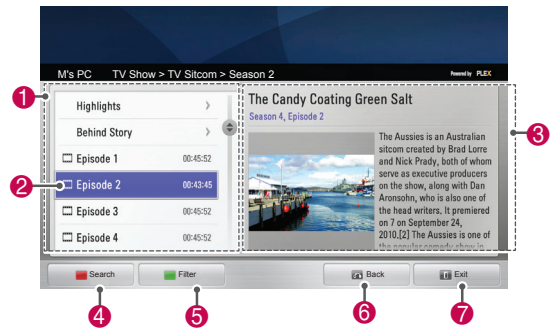 M's PC TV Show > TV Sitcom > Season 2
Powered by PLEX
1
Highlights
Behind Story
Episode 1 00:45:52
2
Episode 2 00:43:45
Episode 3 00:45:52
Episode 4 00:45:52
The Candy Coating Green Salt
Season 4, Episode 2
The Aussies is an Australian
sitcom created by Brad Lorre
and Nick Prady, both of whom
serve as executive producers
on the show, along with Dan
Aronsohn, who is also one of
the head writers. It premiered
on 7 on September 24,
2010.[2] The Aussies is one of
the popular comedy show in
3
Search
Filter
Back
Exit
4
5
6
7